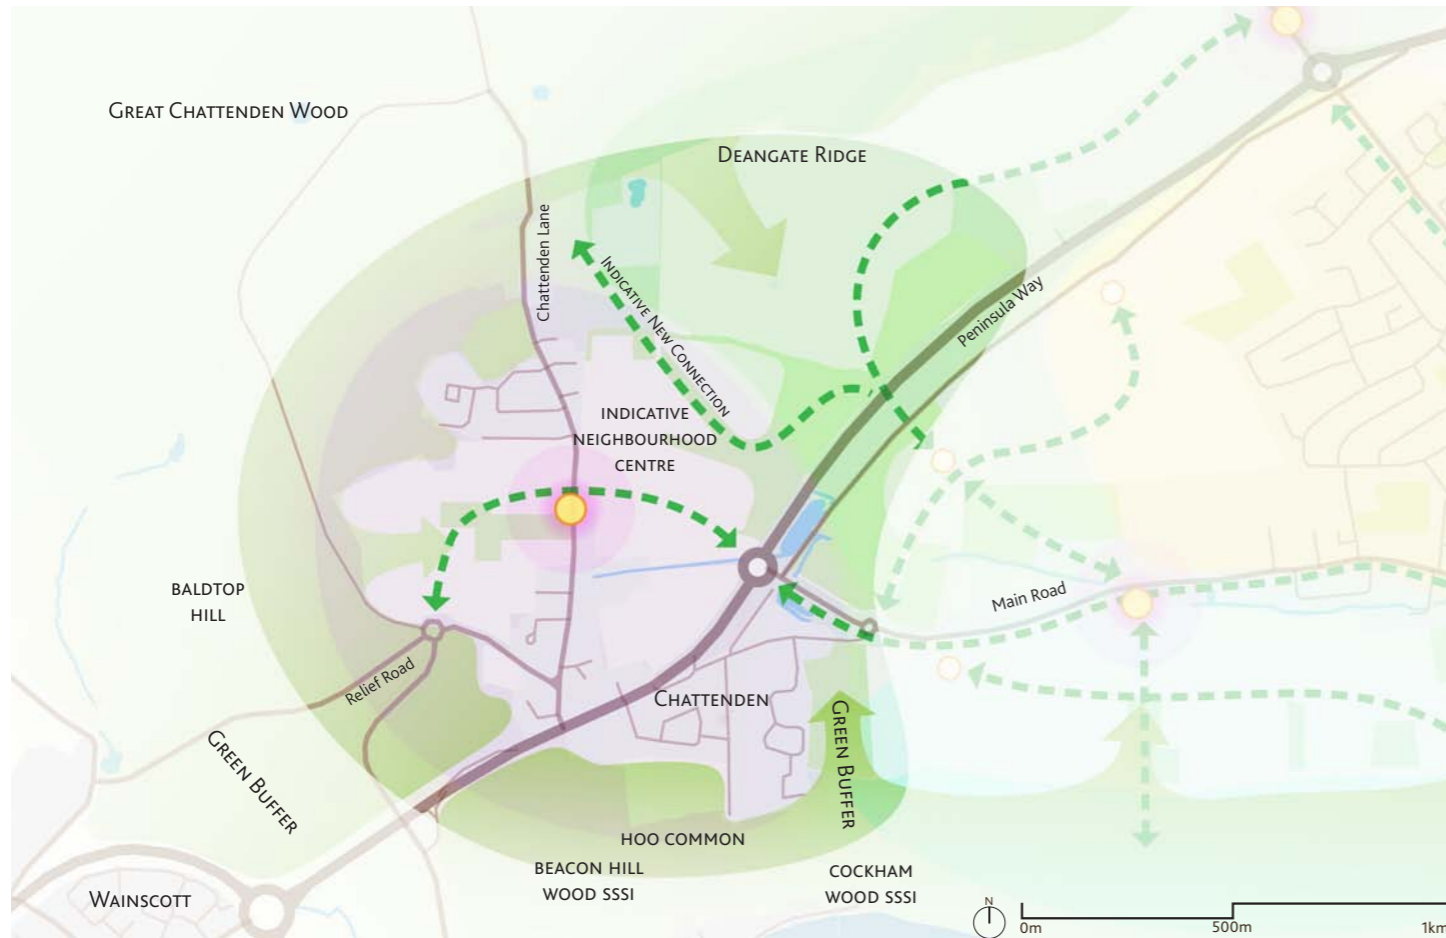 Great Chattenden Wood
Deangate Ridge
Chattenden Lane
Indicative New Connection
Peninsula Way
INDICATIVE
NEIGHBOURHOOD
CENTRE
BALDTOP
HILL
Main Road
Relief Road
Chattenden
Green Buffer
Green Buffer
HOO COMMON
BEACON HILL
WOOD SSSI
COCKHAM
WOOD SSSI
Wainscott
N
0m
500m
1km